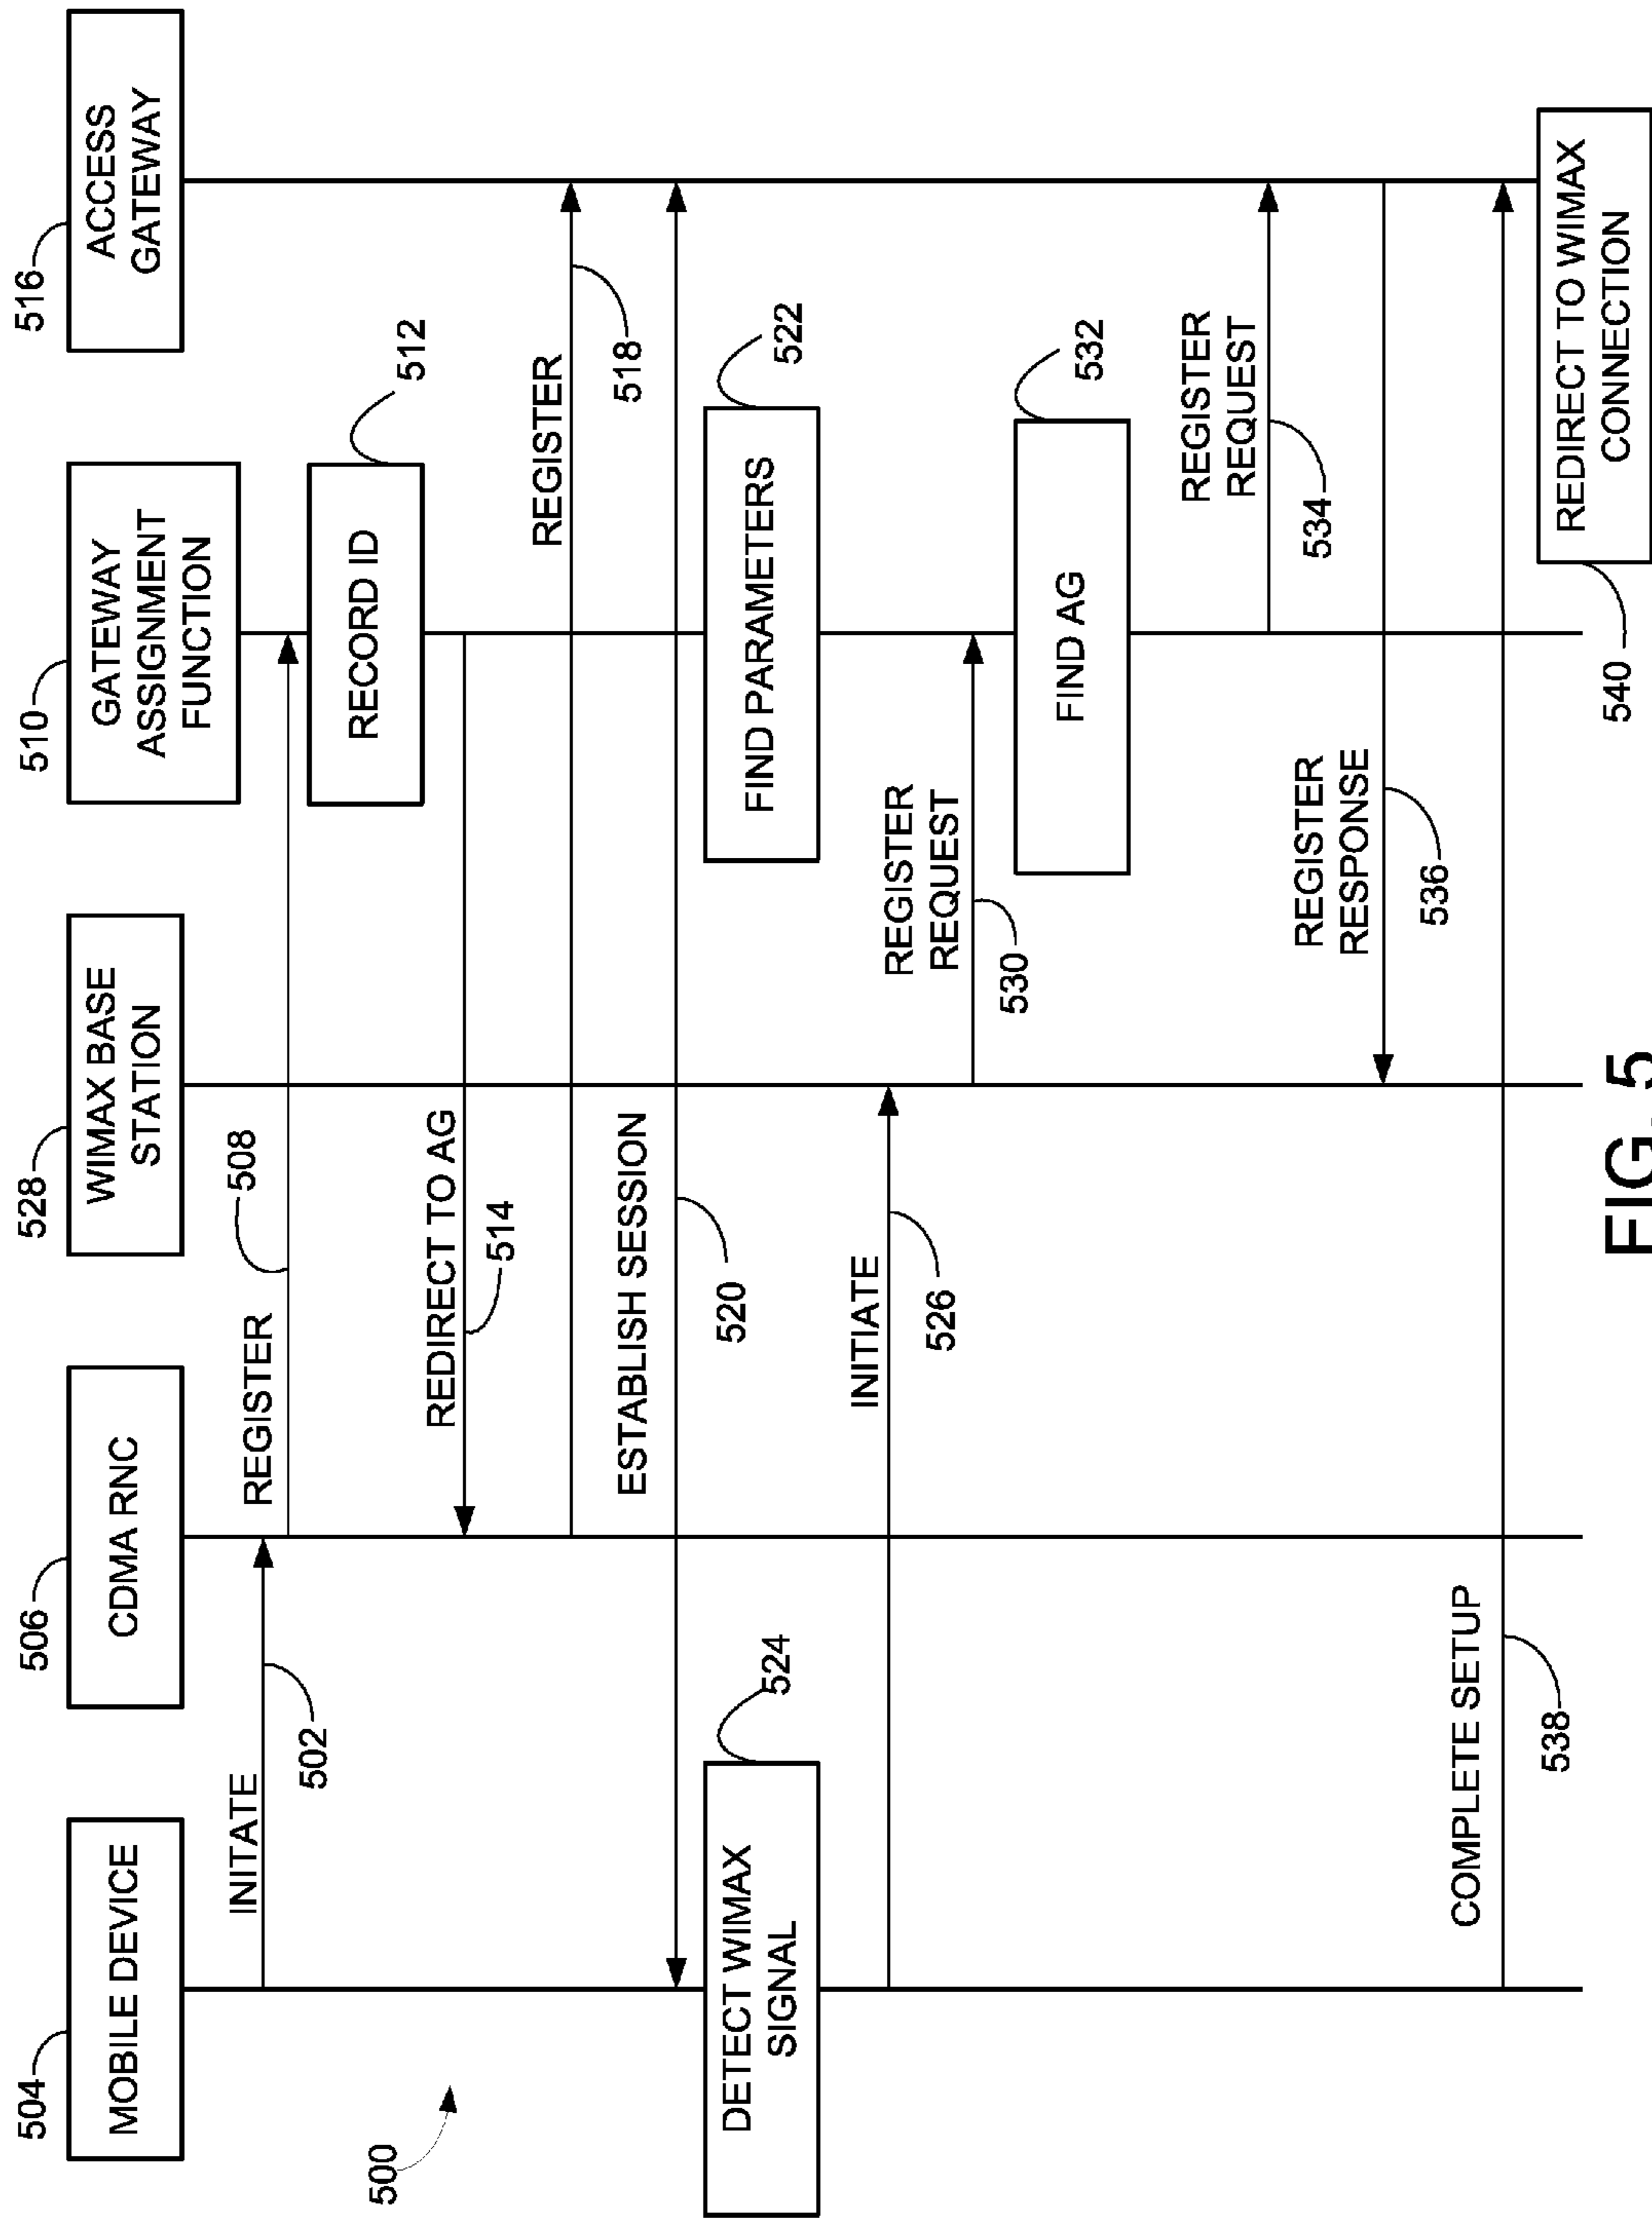 504
MOBILE DEVICE
506
CDMA RNC
528
WIMAX BASE
STATION
510
GATEWAY
ASSIGNMENT
FUNCTION
516
ACCESS
GATEWAY
INITATE
502
REGISTER
508
RECORD ID
512
500
REDIRECT TO AG
514
REGISTER
518
ESTABLISH SESSION
520
DETECT WIMAX
SIGNAL
524
FIND PARAMETERS
522
INITIATE
526
REGISTER
REQUEST
530
FIND AG
532
REGISTER
REQUEST
534
REGISTER
RESPONSE
536
COMPLETE SETUP
538
REDIRECT TO WIMAX
CONNECTION
540
FIG. 5